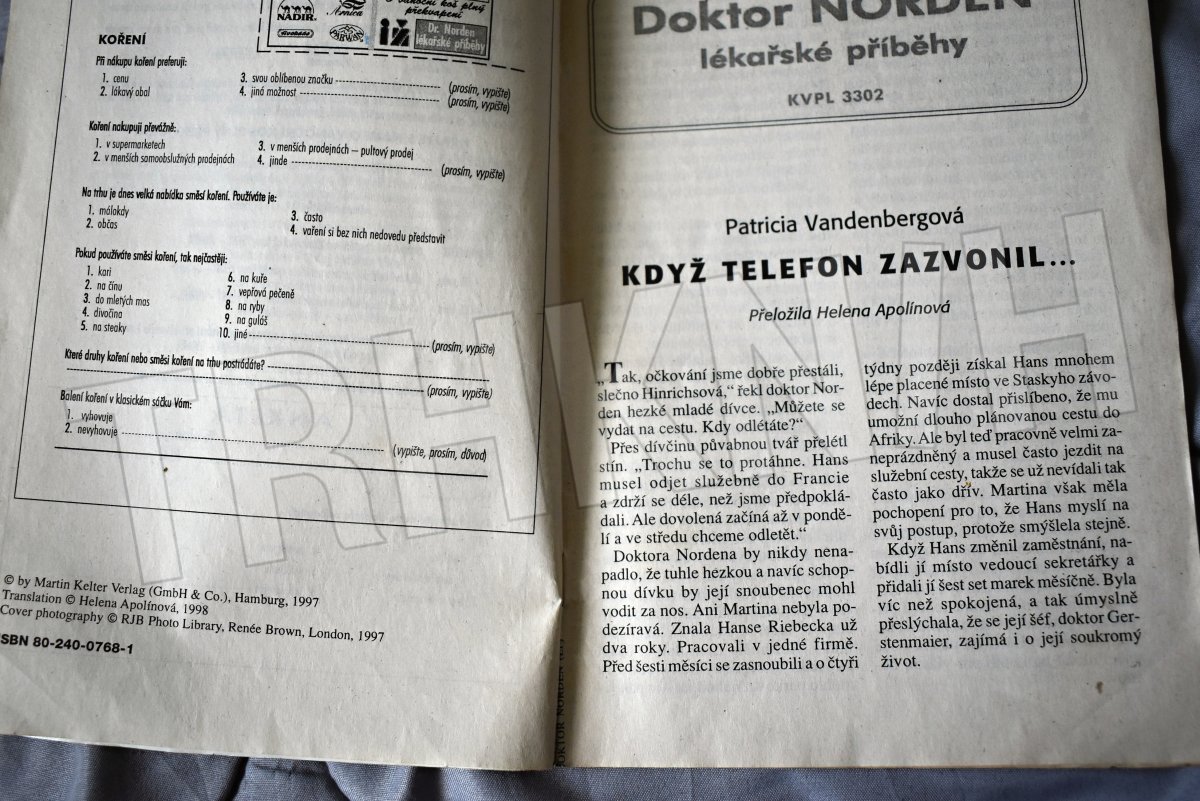 NADIR.
Arnica
Avokádo
vánoční koš plný
překvapení
Dr. Norden
lékařské příběhy
KOŘENÍ
Při nákupu koření preferuji:
1. cenu
2. lákavý obal
3. svou oblíbenou značku (prosím, vypište)
4. jiná možnost (prosím, vypište)
Koření nakupuji převážně:
1. v supermarketech
2. v menších samoobslužných prodejnách
3. v menších prodejnách – pultový prodej
4. jinde (prosím, vypište)
Na trhu je dnes velká nabídka směsí koření. Používáte je:
1. málokdy
2. občas
3. často
4. vaření si bez nich nedovedu představit
Pokud používáte směsi koření, tak nejčastěji:
1. kari
2. na čínu
3. do mletých mas
4. divočina
5. na steaky
6. na kuře
7. vepřová pečeně
8. na ryby
9. na guláš
10. jiné (prosím, vypište)
Které druhy koření nebo směsi koření na trhu postrádáte?
(prosím, vypište)
Balení koření v klasickém sáčku Vám:
1. vyhovuje
2. nevyhovuje
(vypište, prosím, důvod)
© by Martin Kelter Verlag (GmbH & Co.), Hamburg, 1997
Translation © Helena Apolínová, 1998
Cover photography © RJB Photo Library, Renée Brown, London, 1997
ISBN 80-240-0768-1
Doktor NORDEN
lékařské příběhy
KVPL 3302
Patricia Vandenbergová
KDYŽ TELEFON ZAZVONIL...
Přeložila Helena Apolínová
„Tak, očkování jsme dobře přestáli,
slečno Hinrichsová,“ řekl doktor Nor-
den hezké mladé dívce. „Můžete se
vydat na cestu. Kdy odlétáte?“
Přes dívčinu půvabnou tvář přelétl
stín. „Trochu se to protáhne. Hans
musel odjet služebně do Francie
a zdrží se déle, než jsme předpoklá-
dali. Ale dovolená začíná až v pondě-
lí a ve středu chceme odletět.“
Doktora Nordena by nikdy nena-
padlo, že tuhle hezkou a navíc schop-
nou dívku by její snoubenec mohl
vodit za nos. Ani Martina nebyla po-
dezíravá. Znala Hanse Riebecka už
dva roky. Pracovali v jedné firmě.
Před šesti měsíci se zasnoubili a o čtyři
týdny později získal Hans mnohem
lépe placené místo ve Staskyho závo-
dech. Navíc dostal přislíbeno, že mu
umožní dlouho plánovanou cestu do
Afriky. Ale byl teď pracovně velmi za-
neprázdněný a musel často jezdit na
služební cesty, takže se už nevídali tak
často jako dřív. Martina však měla
pochopení pro to, že Hans myslí na
svůj postup, protože smýšlela stejně.
Když Hans změnil zaměstnání, na-
bídli jí místo vedoucí sekretářky a
přidali jí šest set marek měsíčně. Byla
víc než spokojená, a tak úmyslně
přeslýchala, že se její šéf, doktor Ger-
stenmaier, zajímá i o její soukromý
život.
DOKTOR NORDEN
TRHKNIH